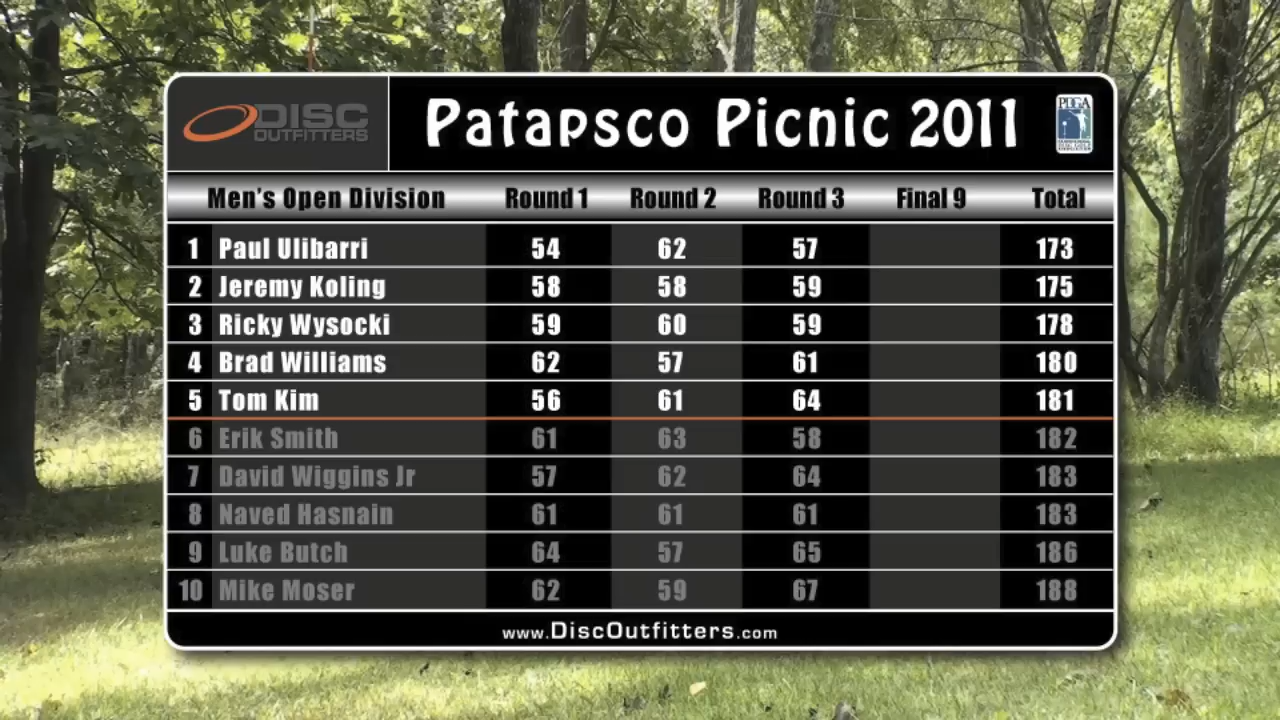 DISC
OUTFITTERS
Patapsco Picnic 2011
PDGA
Men's Open Division Round 1 Round 2 Round 3 Final 9 Total
1 Paul Ulibarri 54 62 57 173
2 Jeremy Koling 58 58 59 175
3 Ricky Wysocki 59 60 59 178
4 Brad Williams 62 57 61 180
5 Tom Kim 56 61 64 181
6 Erik Smith 61 63 58 182
7 David Wiggins Jr 57 62 64 183
8 Naved Hasnain 61 61 61 183
9 Luke Butch 64 57 65 186
10 Mike Moser 62 59 67 188
www.DiscOutfitters.com